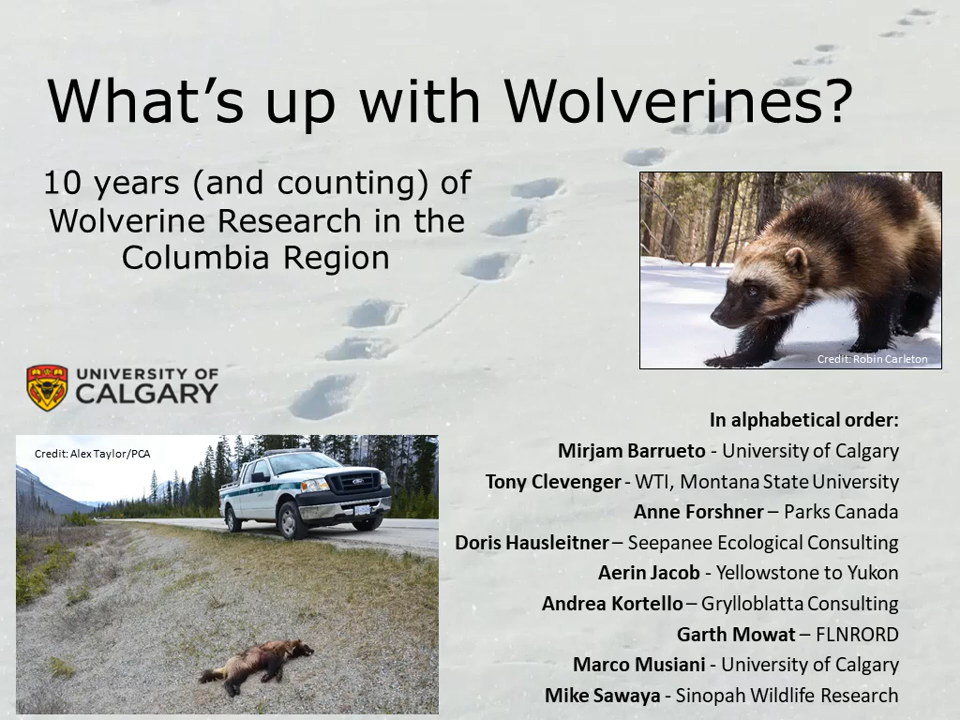 What’s up with Wolverines?
10 years (and counting) of
Wolverine Research in the
Columbia Region
Credit: Robin Carleton
UNIVERSITY OF
CALGARY
Credit: Alex Taylor/PCA
Ford
In alphabetical order:
Mirjam Barrueto - University of Calgary
Tony Clevenger - WTI, Montana State University
Anne Forshner – Parks Canada
Doris Hausleitner – Seepanee Ecological Consulting
Aerin Jacob - Yellowstone to Yukon
Andrea Kortello – Grylloblatta Consulting
Garth Mowat – FLNRORD
Marco Musiani - University of Calgary
Mike Sawaya - Sinopah Wildlife Research